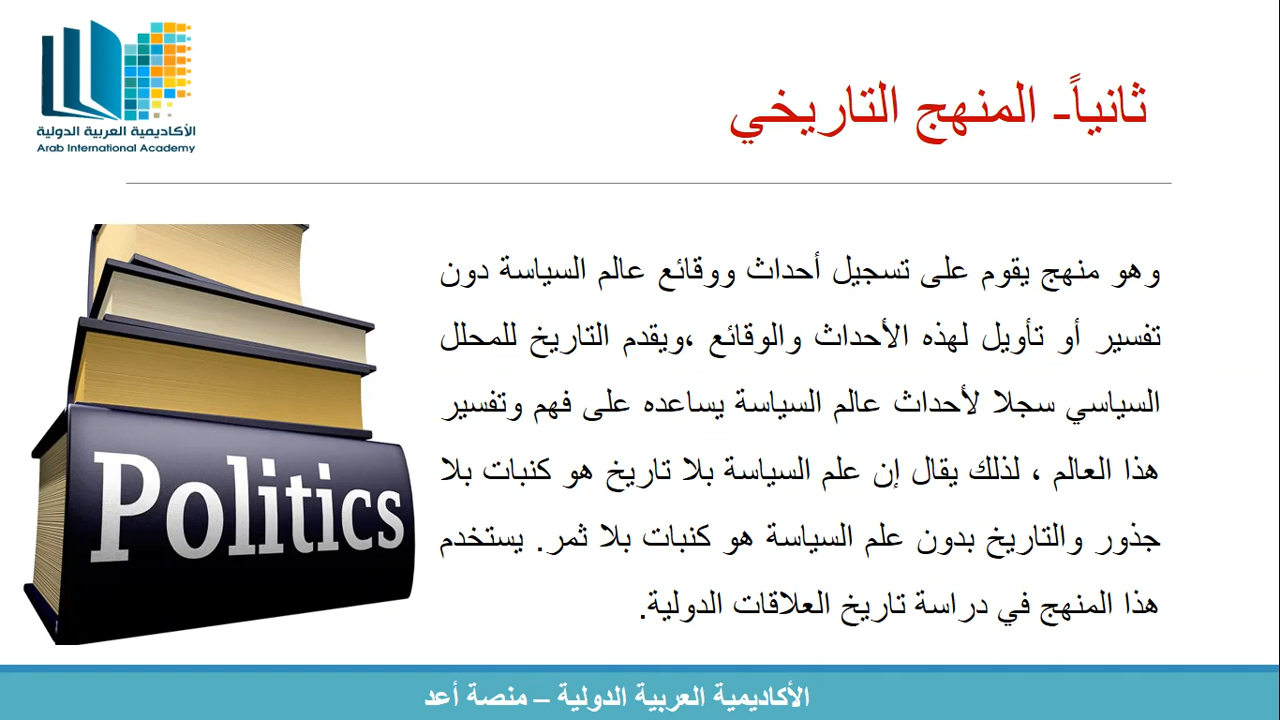 الأكاديمية العربية الدولية
Arab International Academy
ثانياً- المنهج التاريخي
وهو منهج يقوم على تسجيل أحداث ووقائع عالم السياسة دون
تفسير أو تأويل لهذه الأحداث والوقائع ،ويقدم التاريخ للمحلل
السياسي سجلا لأحداث عالم السياسة يساعده على فهم وتفسير
هذا العالم ، لذلك يقال إن علم السياسة بلا تاريخ هو كنبات بلا
جذور والتاريخ بدون علم السياسة هو كنبات بلا ثمر. يستخدم
هذا المنهج في دراسة تاريخ العلاقات الدولية.
Politics
الأكاديمية العربية الدولية – منصة أعد